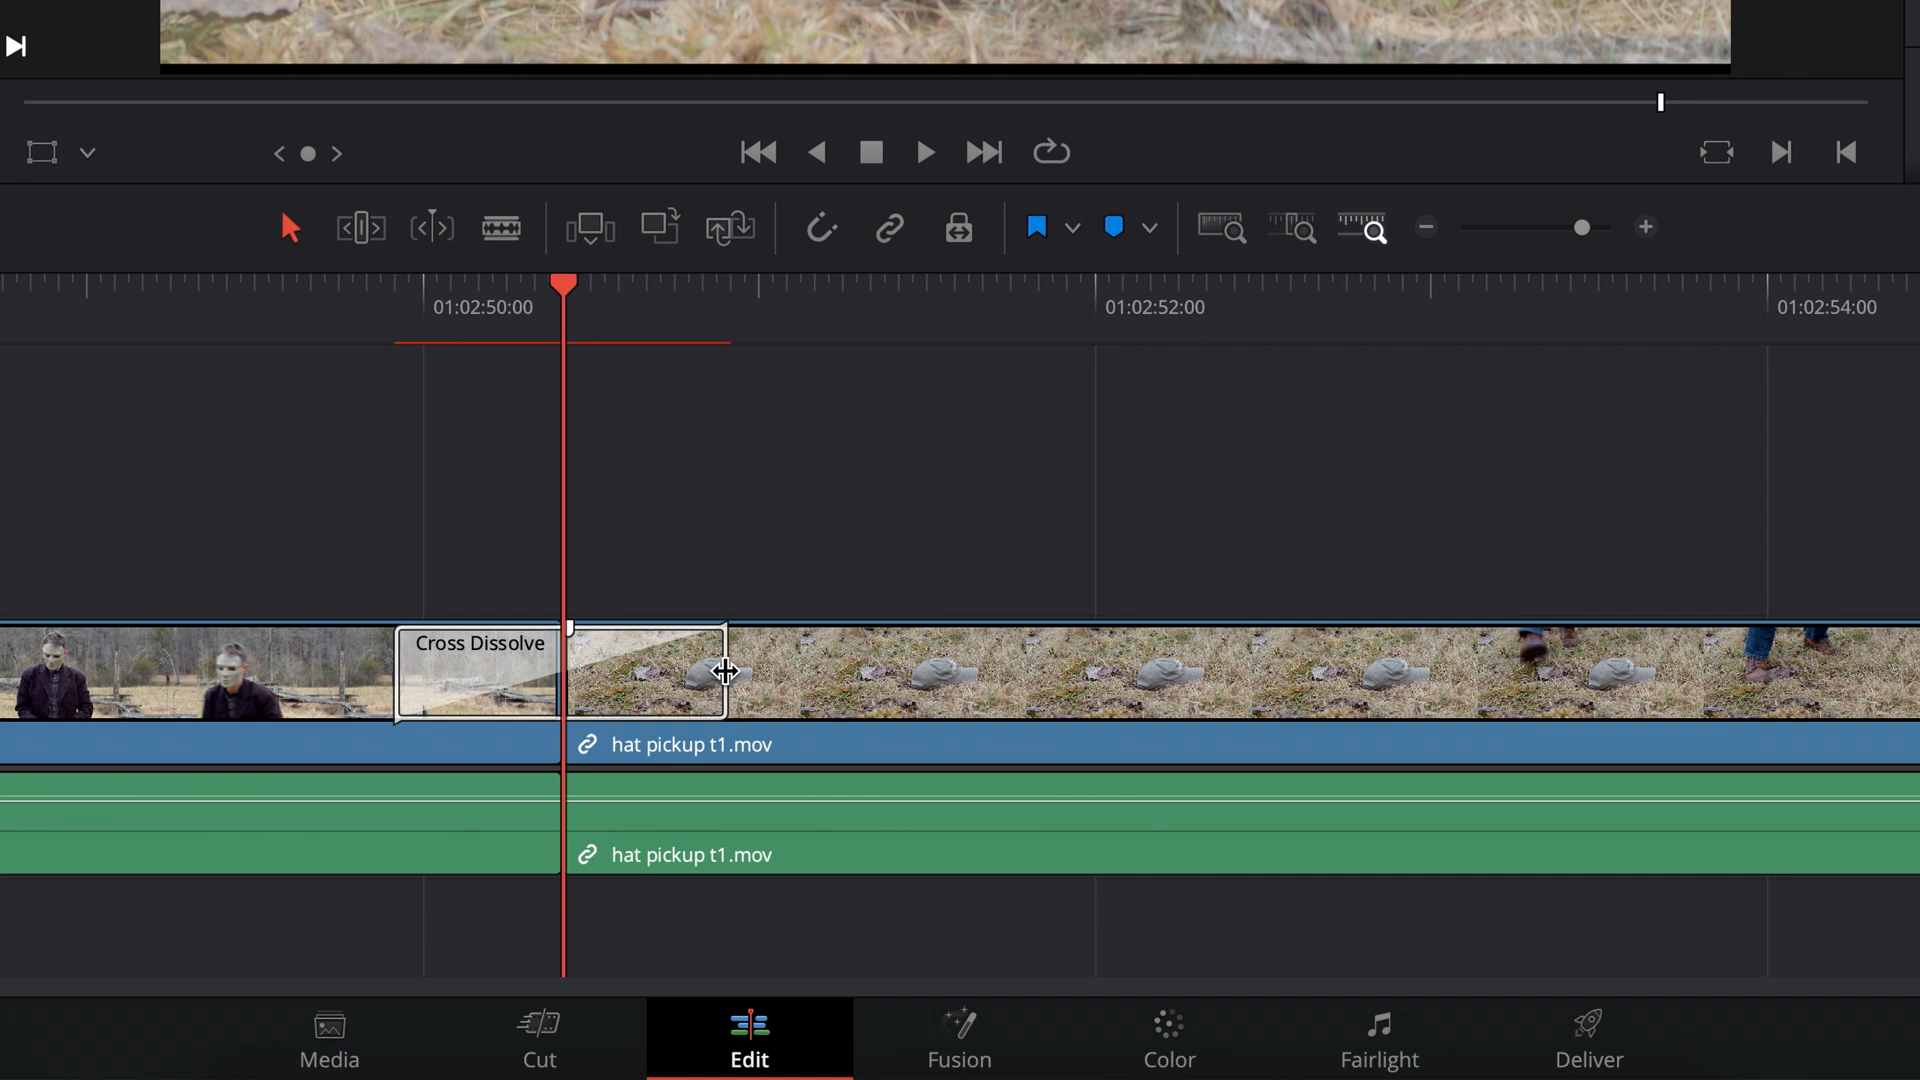 01:02:50:00
01:02:52:00
01:02:54:00
Cross Dissolve
hat pickup t1.mov
hat pickup t1.mov
Media
Cut
Edit
Fusion
Color
Fairlight
Deliver